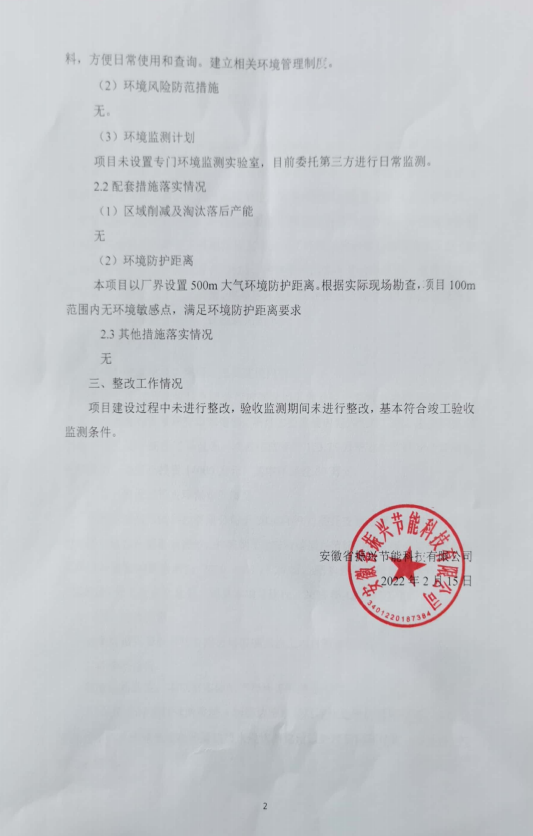 料，方便日常使用和查询。建立相关环境管理制度。
（2）环境风险防范措施
无。
（3）环境监测计划
项目未设置专门环境监测实验室，目前委托第三方进行日常监测。
2.2 配套措施落实情况
（1）区域削减及淘汰落后产能
无
（2）环境防护距离
本项目以厂界设置 500m 大气环境防护距离。根据实际现场勘查，项目 100m
范围内无环境敏感点，满足环境防护距离要求
2.3 其他措施落实情况
无
三、整改工作情况
项目建设过程中未进行整改，验收监测期间未进行整改，基本符合竣工验收
监测条件。
安徽省振兴节能科技有限公司
2022 年 2 月 15 日
安徽省振兴节能科技有限公司
3401220187384
2